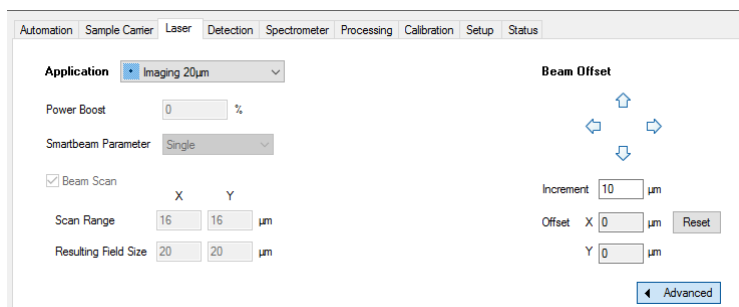 Automation Sample Carrier Laser Detection Spectrometer Processing Calibration Setup Status
Application Imaging 20µm
Beam Offset
Power Boost 0 %
Smartbeam Parameter Single
Beam Scan
X Y
Increment 10 µm
Scan Range 16 16 µm
Offset X 0 µm Reset
Resulting Field Size 20 20 µm
Y 0 µm
Advanced